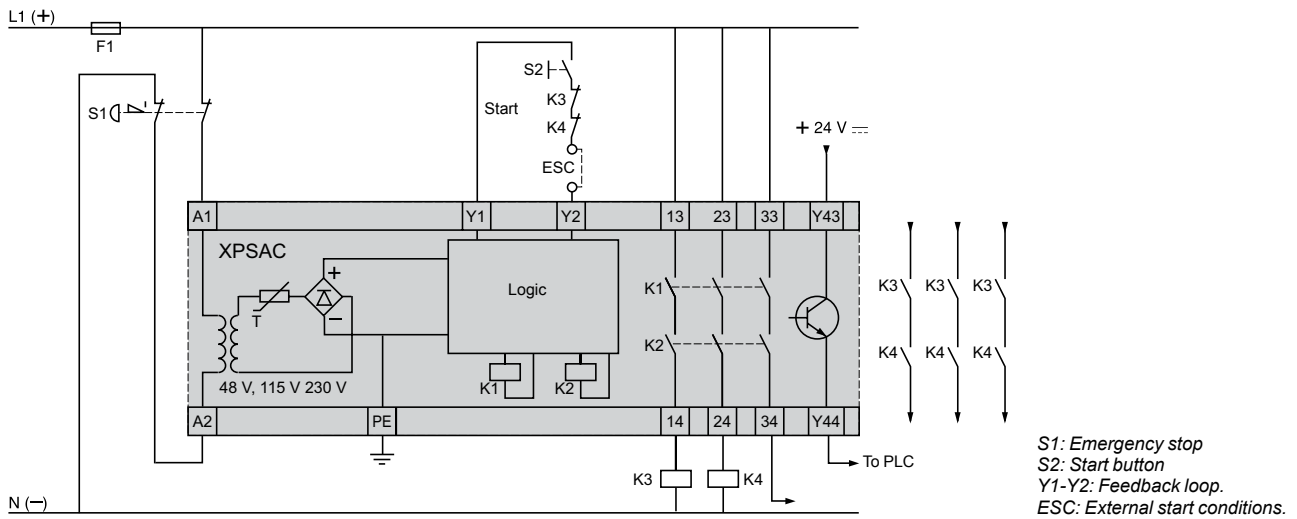 L1 (+)
F1
S2
K3
Start
S1
K4
+ 24 V
ESC
A1
Y1
Y2
13
23
33
Y43
XPSAC
+
Logic
K1
K3
K3
K3
T
−
K2
K4
K4
K4
48 V, 115 V 230 V
K1
K2
A2
PE
14
24
34
Y44
To PLC
K3
K4
N (−)
S1: Emergency stop
S2: Start button
Y1-Y2: Feedback loop.
ESC: External start conditions.